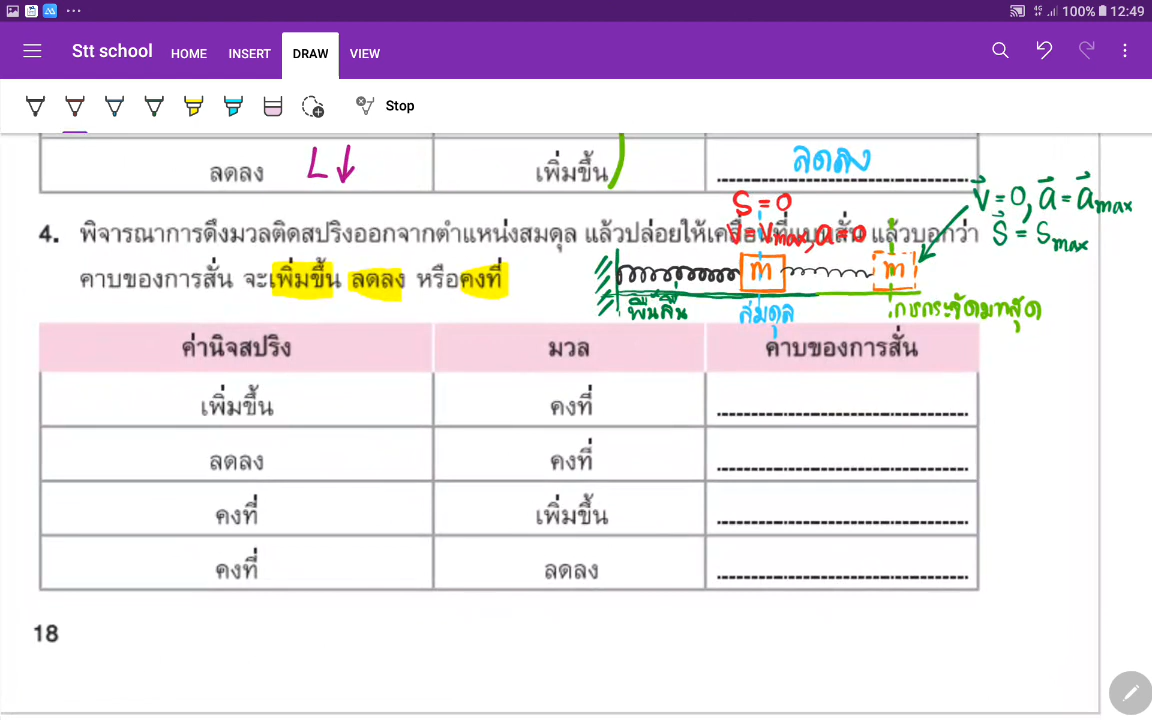 4G 100% 12:49
Stt school HOME INSERT DRAW VIEW
Stop
ลดลง L↓ เพิ่มขึ้น ลดลง
S = 0
V = Vmax, a = 0
V = 0, a = a max
S = S max
4. พิจารณาการดึงมวลติดสปริงออกจากตำแหน่งสมดุล แล้วปล่อยให้เคลื่อนที่แบบสั่น แล้วบอกว่า
คาบของการสั่น จะเพิ่มขึ้น ลดลง หรือคงที่
m m
พื้นลื่น สมดุล การกระจัดมากสุด
ค่านิจสปริง มวล คาบของการสั่น
เพิ่มขึ้น คงที่
ลดลง คงที่
คงที่ เพิ่มขึ้น
คงที่ ลดลง
18